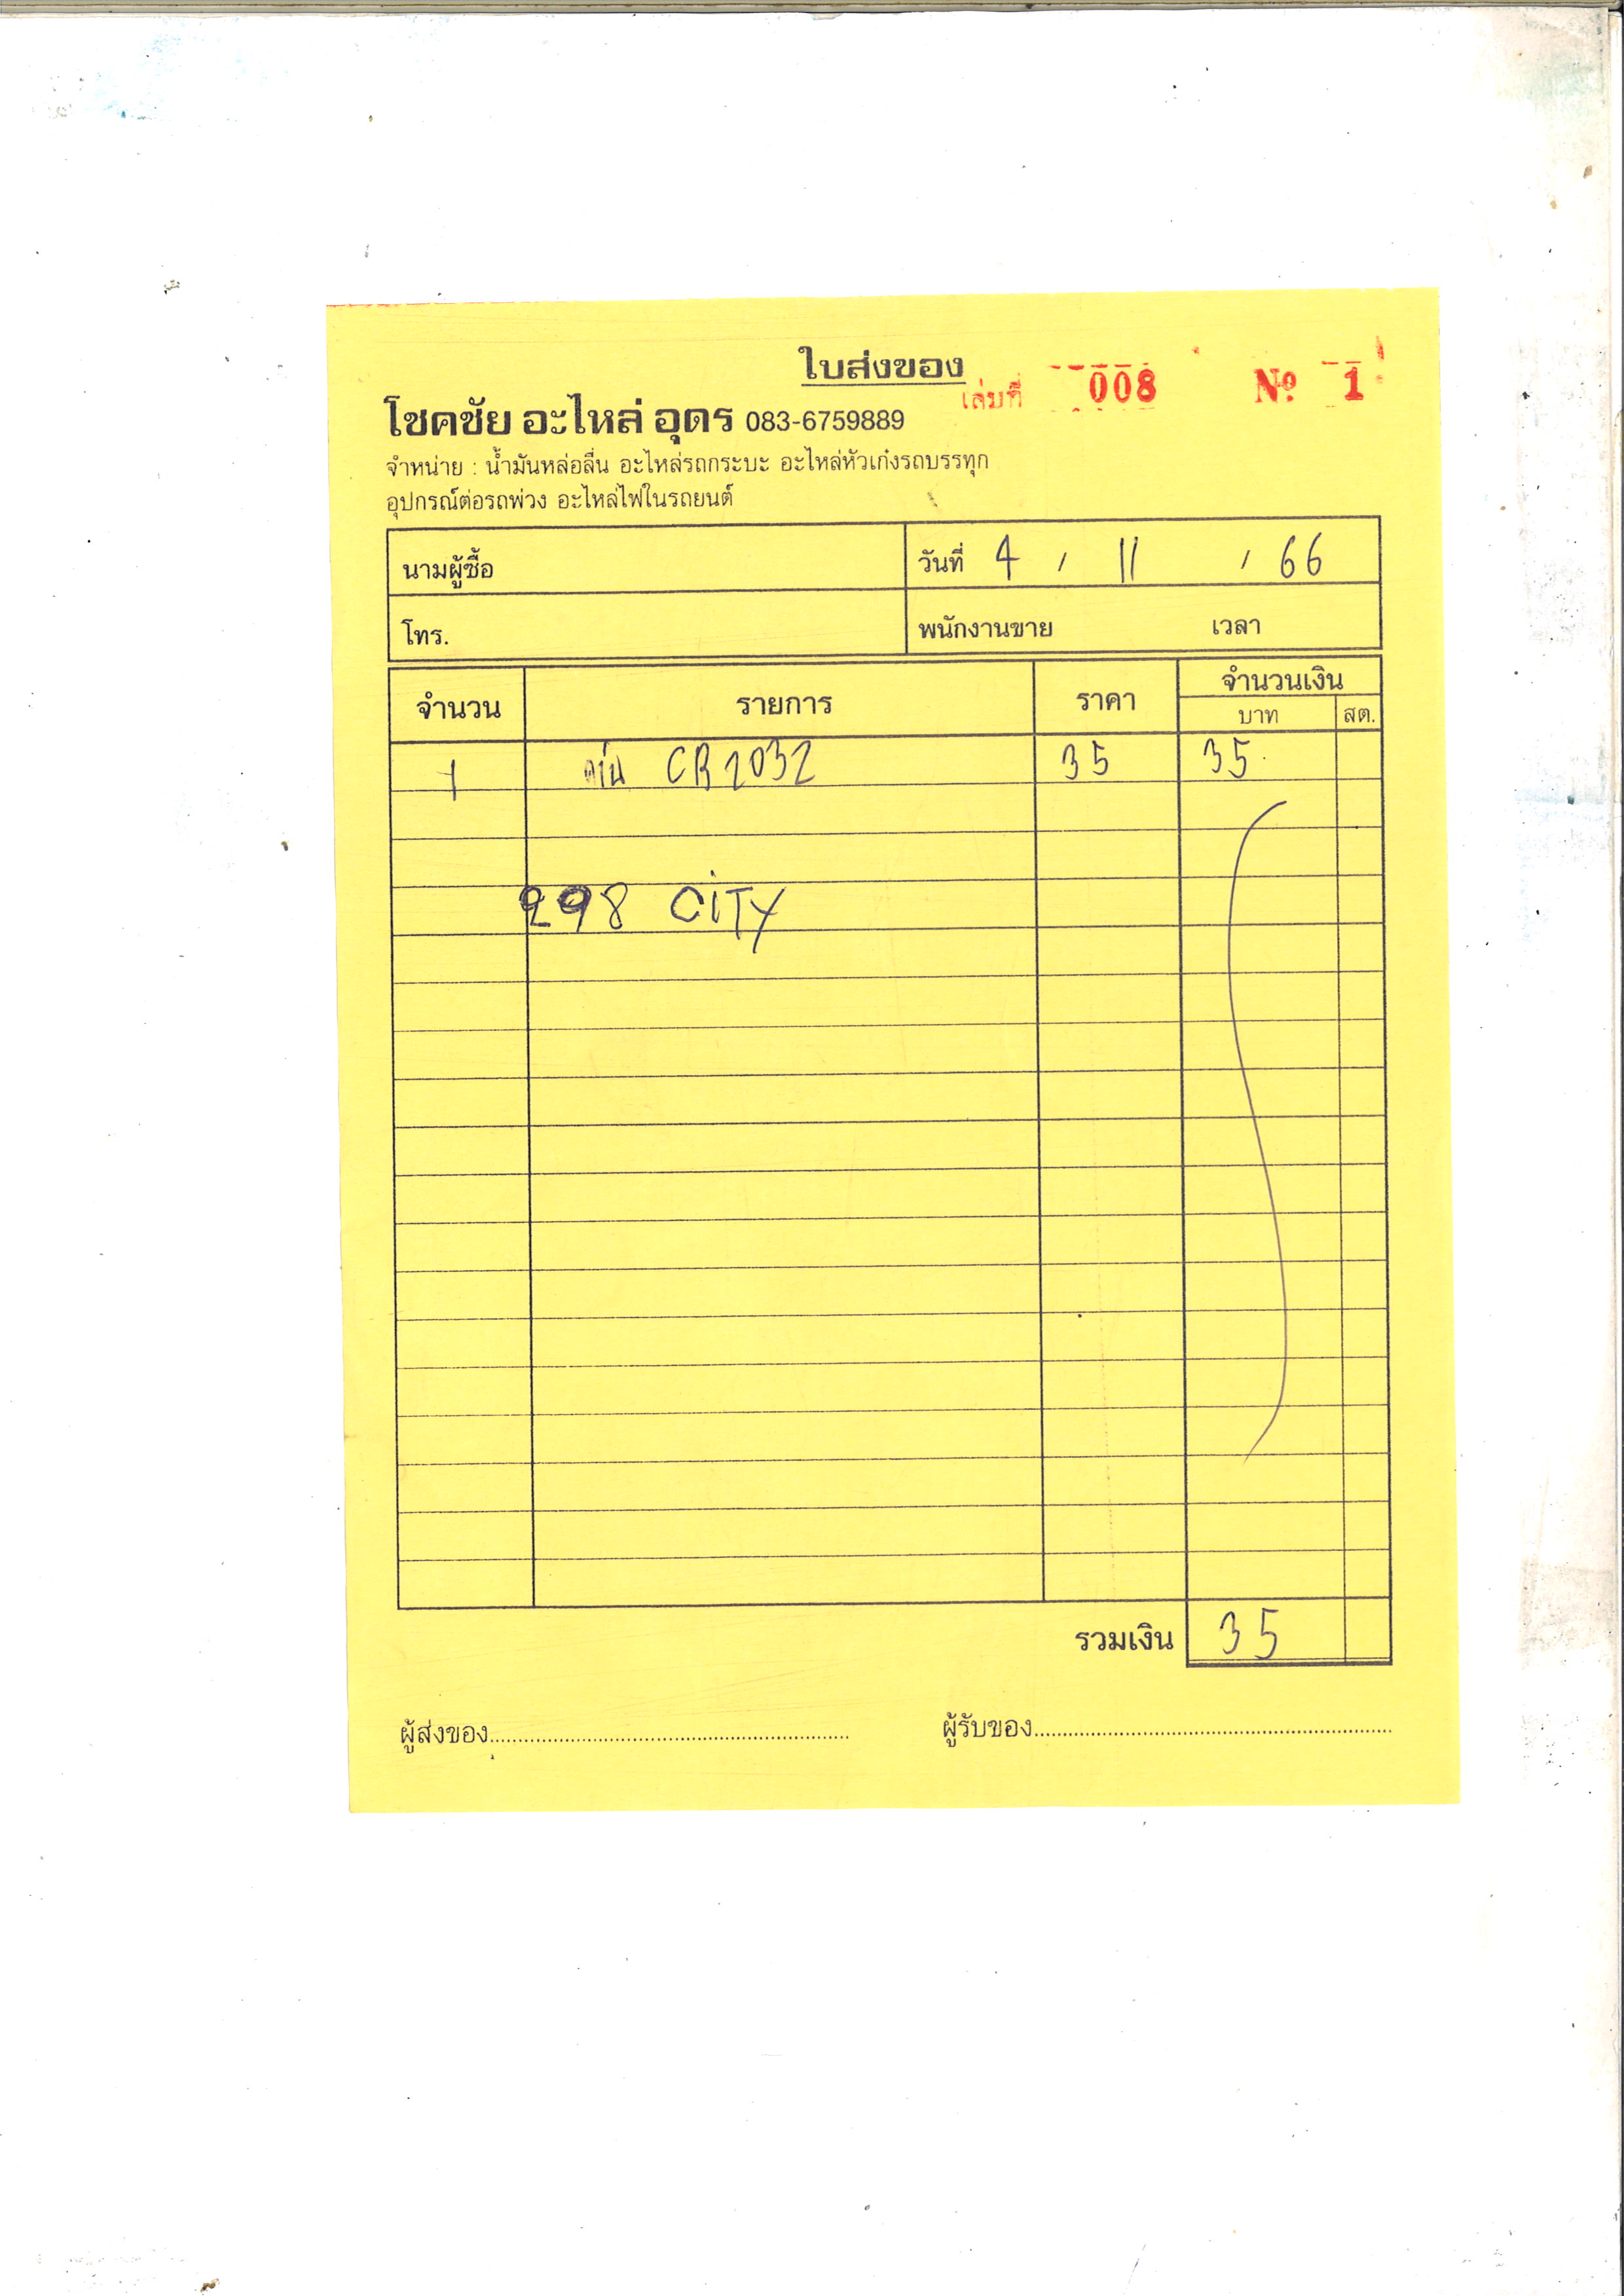 ใบส่งของ
เล่มที่ 008 Nº 1
โชคชัย อะไหล่ อุดร 083-6759889
จำหน่าย : น้ำมันหล่อลื่น อะไหล่รถกระบะ อะไหล่หัวเก๋งรถบรรทุก
อุปกรณ์ต่อรถพ่วง อะไหล่ไฟในรถยนต์
นามผู้ซื้อ วันที่ 4 / 11 / 66
โทร. พนักงานขาย เวลา
จำนวน รายการ ราคา จำนวนเงิน
บาท สต.
1 CR2032 35 35
298 CITY
รวมเงิน 35
ผู้ส่งของ ผู้รับของ